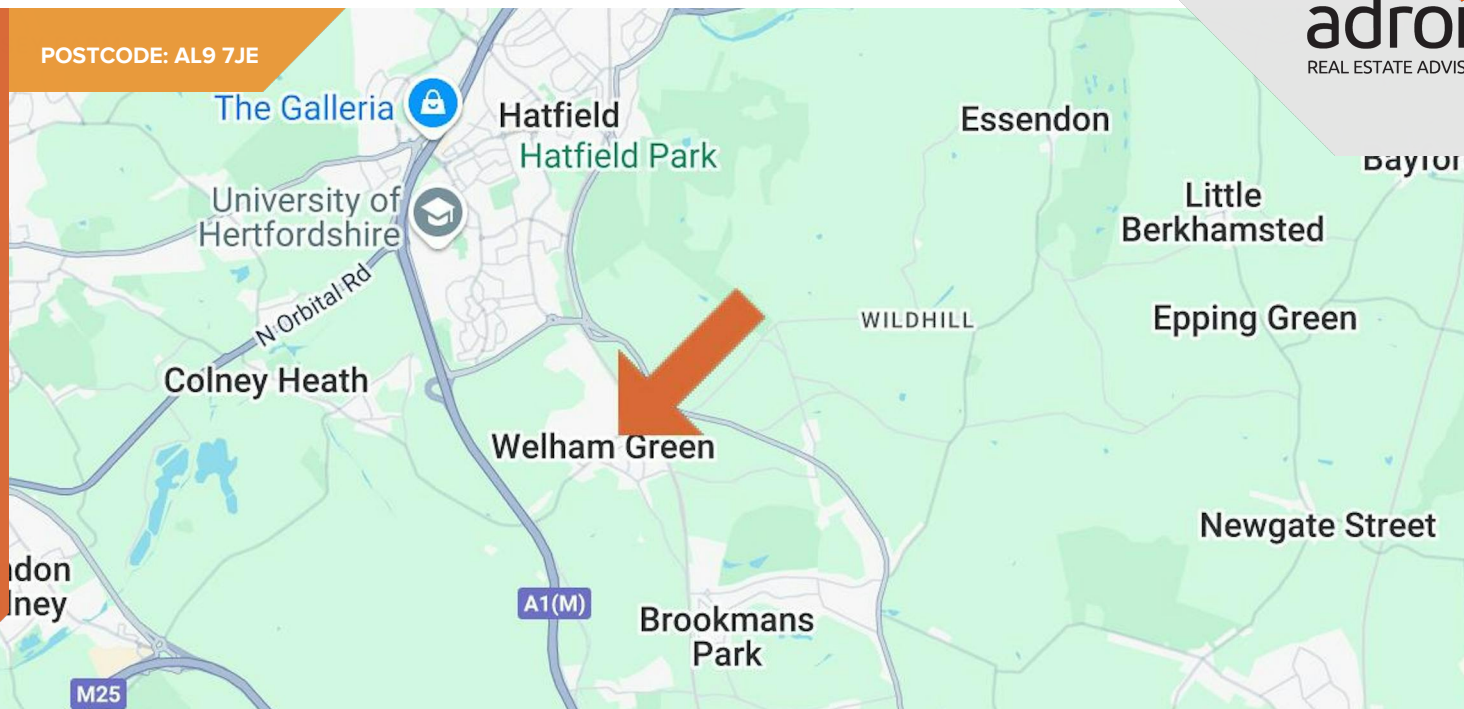 POSTCODE: AL9 7JE
adroi
REAL ESTATE ADVIS
The Galleria
Hatfield
Hatfield Park
Essendon
University of
Hertfordshire
Little
Berkhamsted
N Orbital Rd
WILDHILL
Epping Green
Colney Heath
Welham Green
Newgate Street
A1(M)
Brookmans
Park
M25